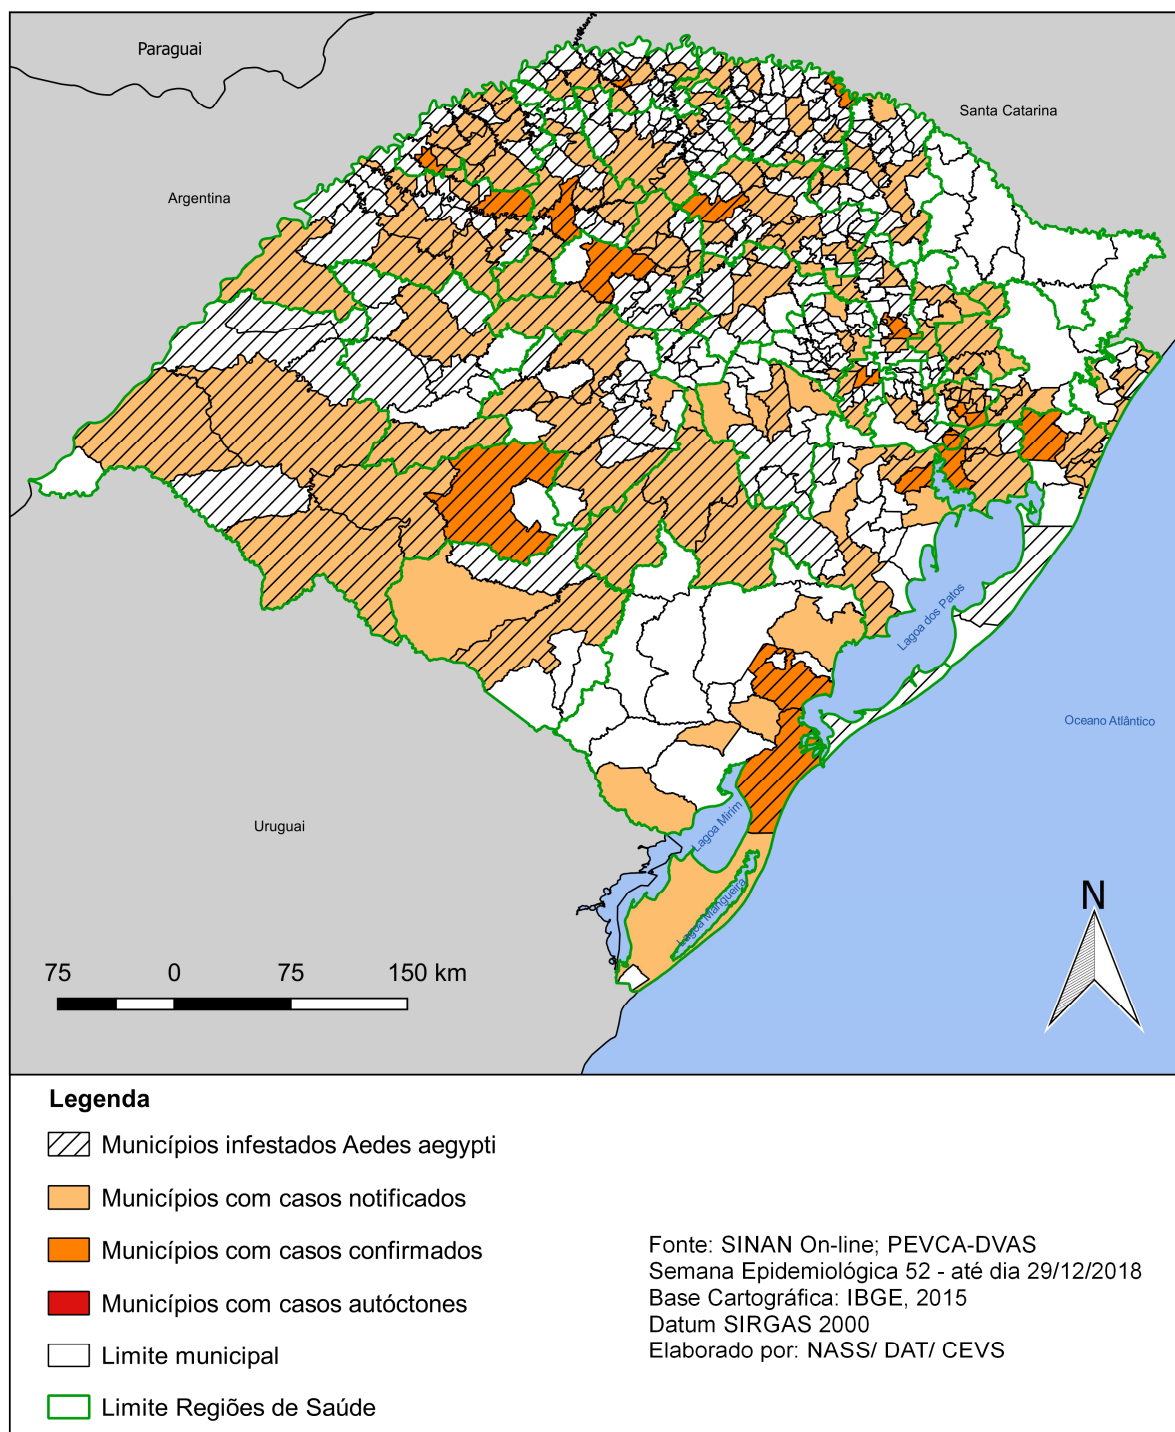 Paraguai
Santa Catarina
Argentina
Lagoa dos Patos
Oceano Atlântico
Lagoa Mirim
Uruguai
Lagoa Mangueira
N
75 0 75 150 km
Legenda
Municípios infestados Aedes aegypti
Municípios com casos notificados
Municípios com casos confirmados
Municípios com casos autóctones
Limite municipal
Limite Regiões de Saúde
Fonte: SINAN On-line; PEVCA-DVAS
Semana Epidemiológica 52 - até dia 29/12/2018
Base Cartográfica: IBGE, 2015
Datum SIRGAS 2000
Elaborado por: NASS/ DAT/ CEVS